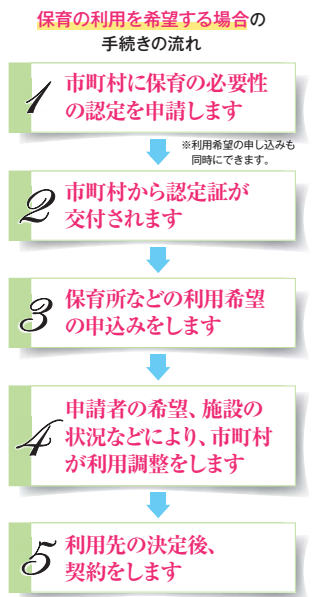 保育の利用を希望する場合の
手続きの流れ
1
市町村に保育の必要性
の認定を申請します
※利用希望の申し込みも
同時にできます。
2
市町村から認定証が
交付されます
3
保育所などの利用希望
の申込みをします
4
申請者の希望、施設の
状況などにより、市町村
が利用調整をします
5
利用先の決定後、
契約をします